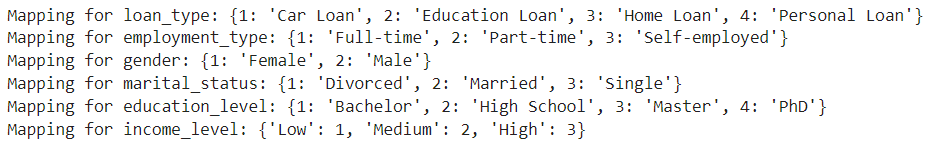 Mapping for loan_type: {1: 'Car Loan', 2: 'Education Loan', 3: 'Home Loan', 4: 'Personal Loan'}
Mapping for employment_type: {1: 'Full-time', 2: 'Part-time', 3: 'Self-employed'}
Mapping for gender: {1: 'Female', 2: 'Male'}
Mapping for marital_status: {1: 'Divorced', 2: 'Married', 3: 'Single'}
Mapping for education_level: {1: 'Bachelor', 2: 'High School', 3: 'Master', 4: 'PhD'}
Mapping for income_level: {'Low': 1, 'Medium': 2, 'High': 3}